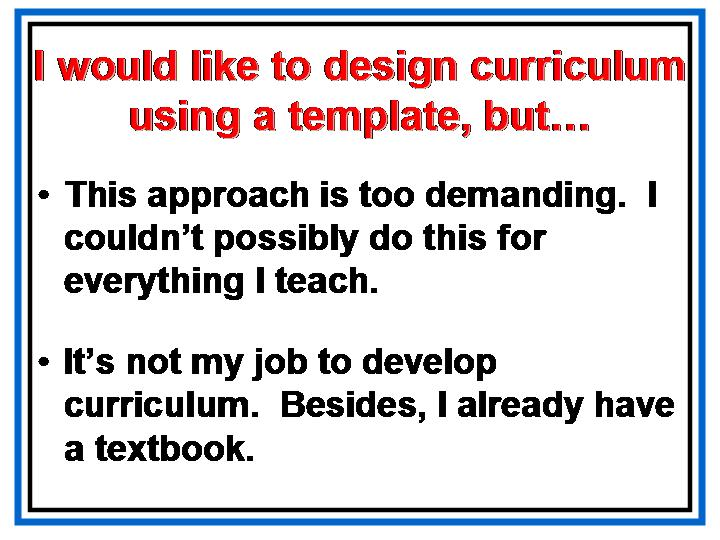 I would like to design curriculum
using a template, but…
• This approach is too demanding.  I
couldn’t possibly do this for
everything I teach.
• It’s not my job to develop
curriculum.  Besides, I already have
a textbook.